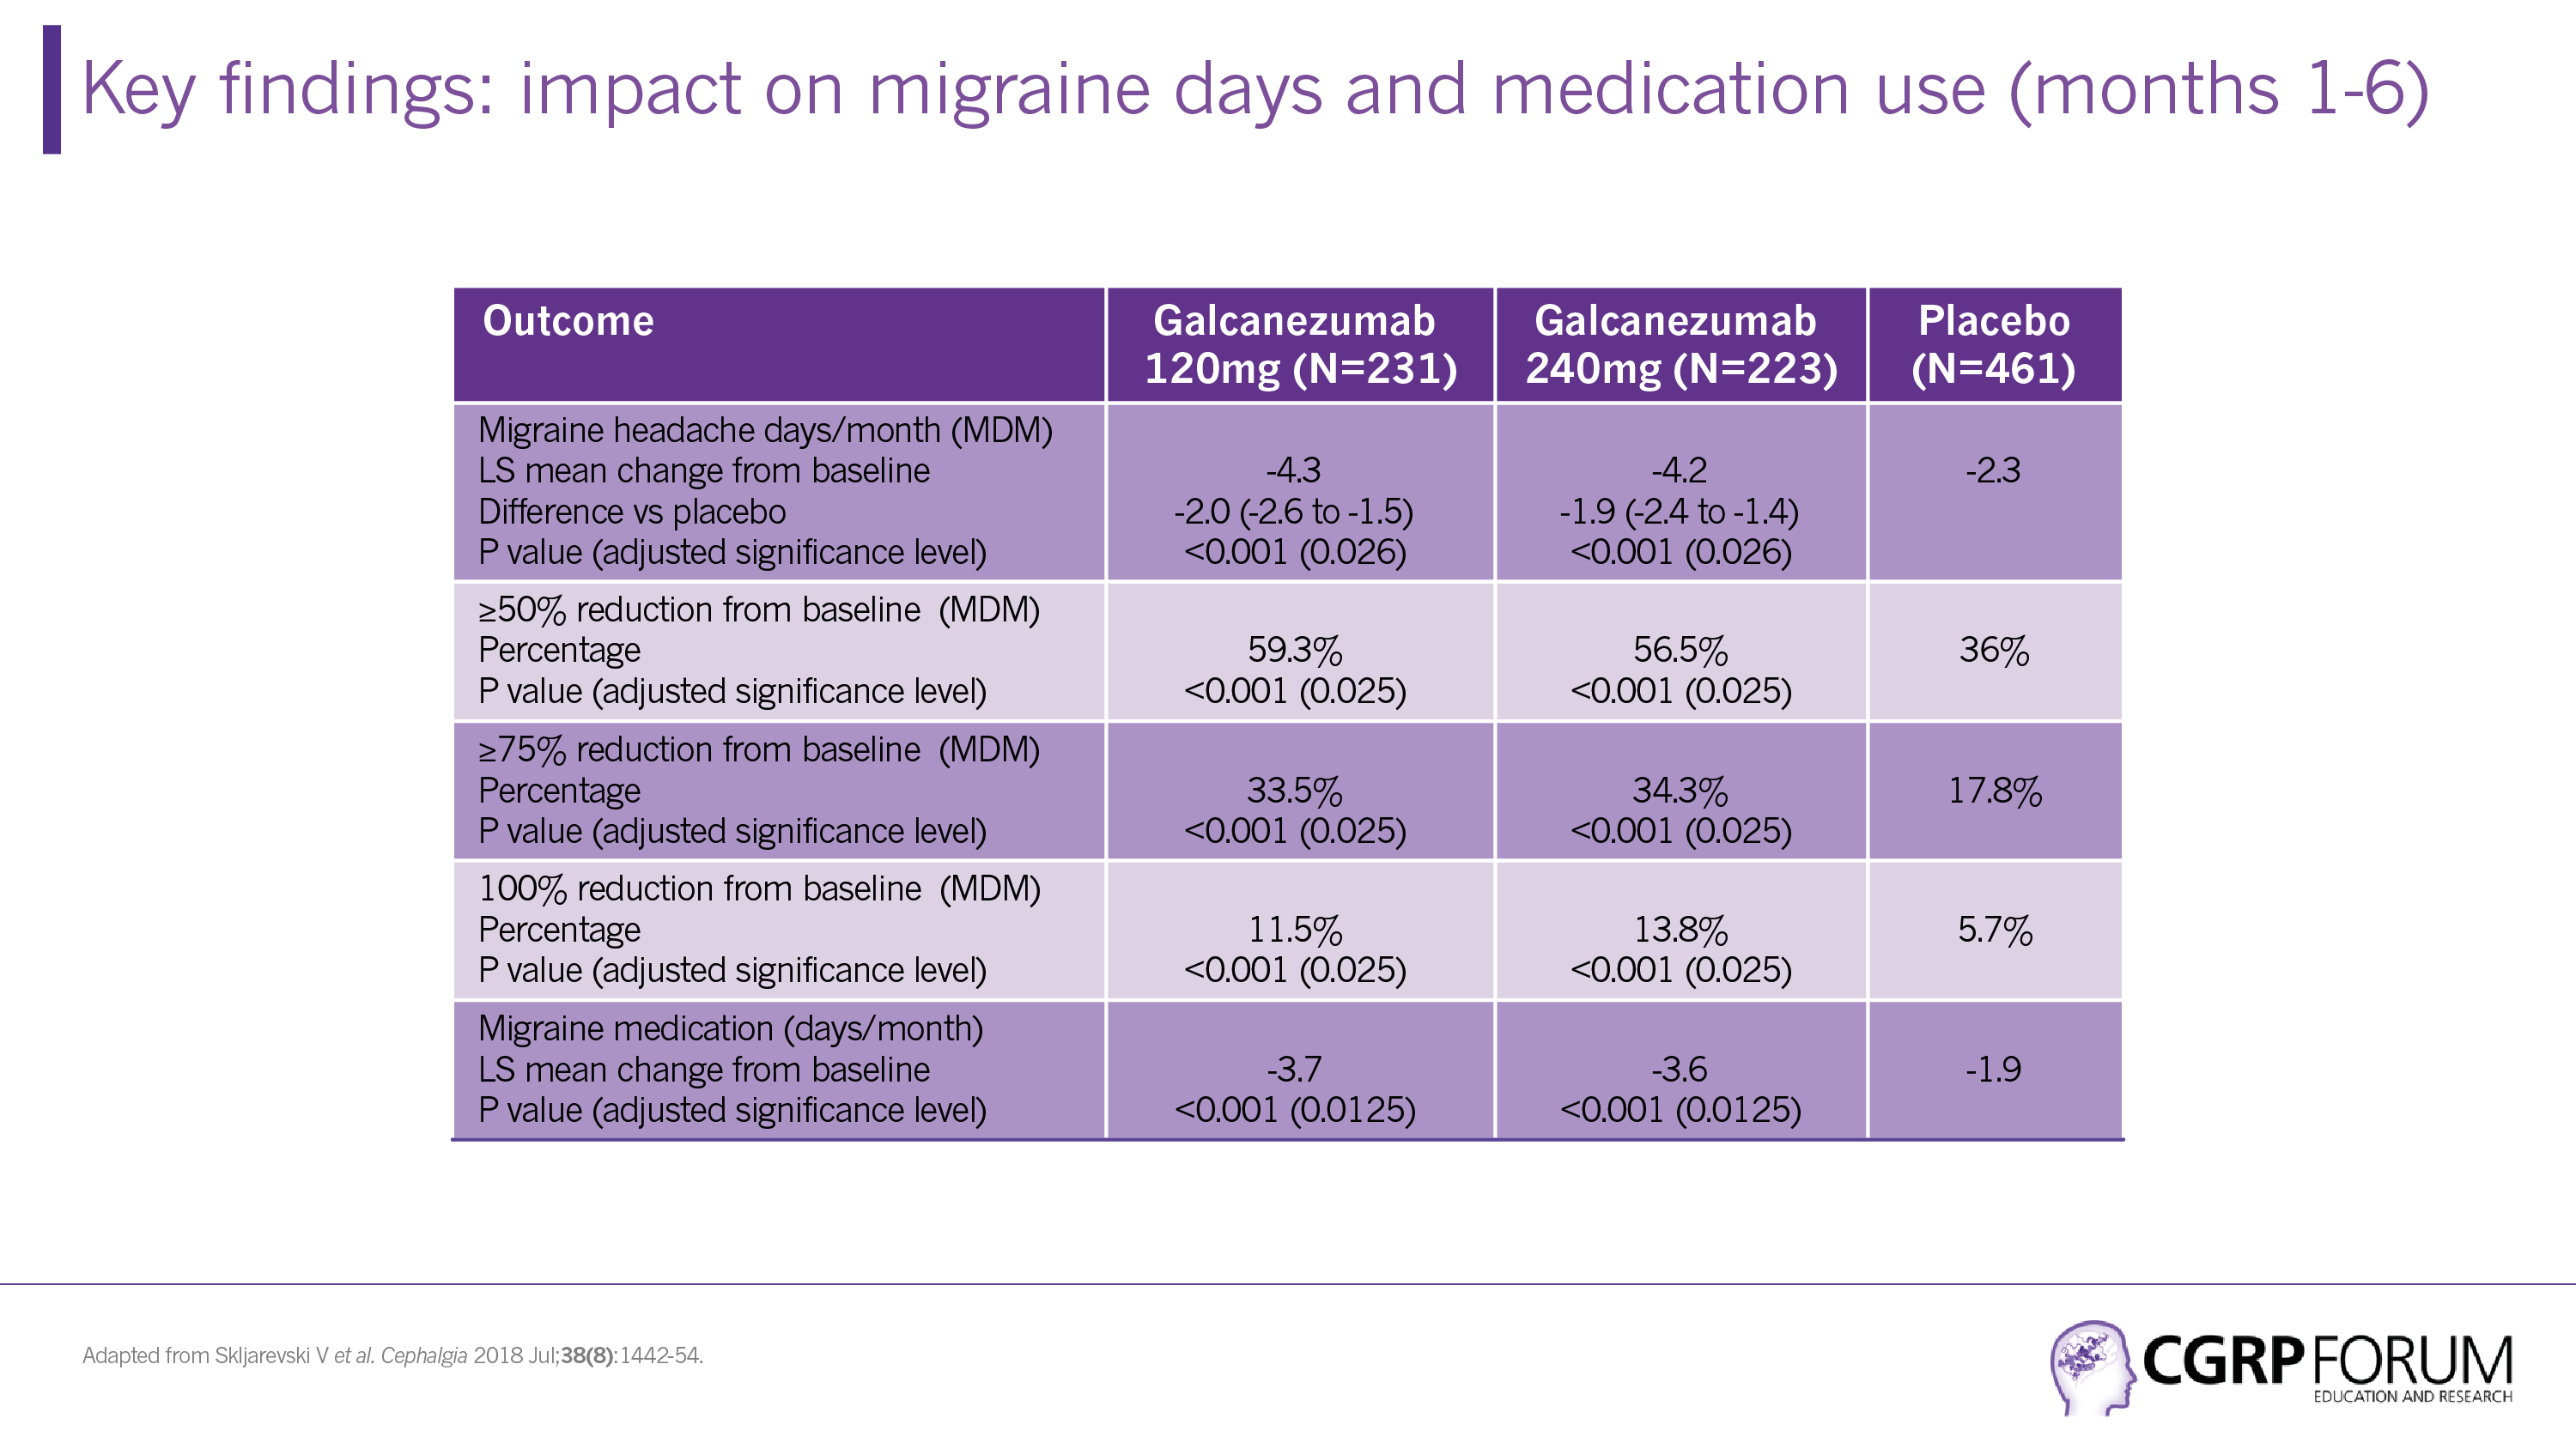 Key findings: impact on migraine days and medication use (months 1-6)
Outcome
Galcanezumab
120mg (N=231)
Galcanezumab
240mg (N=223)
Placebo
(N=461)
Migraine headache days/month (MDM)
LS mean change from baseline -4.3 -4.2 -2.3
Difference vs placebo -2.0 (-2.6 to -1.5) -1.9 (-2.4 to -1.4)
P value (adjusted significance level) <0.001 (0.026) <0.001 (0.026)
≥50% reduction from baseline (MDM)
Percentage 59.3% 56.5% 36%
P value (adjusted significance level) <0.001 (0.025) <0.001 (0.025)
≥75% reduction from baseline (MDM)
Percentage 33.5% 34.3% 17.8%
P value (adjusted significance level) <0.001 (0.025) <0.001 (0.025)
100% reduction from baseline (MDM)
Percentage 11.5% 13.8% 5.7%
P value (adjusted significance level) <0.001 (0.025) <0.001 (0.025)
Migraine medication (days/month)
LS mean change from baseline -3.7 -3.6 -1.9
P value (adjusted significance level) <0.001 (0.0125) <0.001 (0.0125)
Adapted from Skljarevski V et al. Cephalgia 2018 Jul;38(8):1442-54.
CGRP FORUM
EDUCATION AND RESEARCH